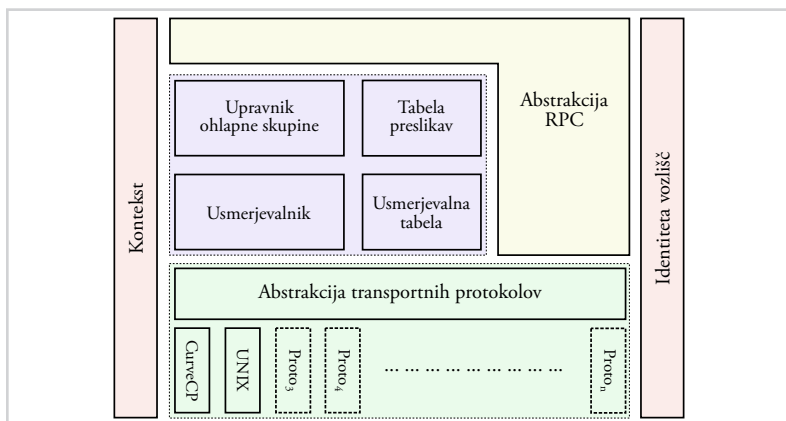 Kontekst
Abstrakcija
RPC
Upravnik
ohlapne skupine
Tabela
preslikav
Usmerjevalnik
Usmerjevalna
tabela
Identiteta vozlišč
Abstrakcija transportnih protokolov
CurveCP
UNIX
Proto₃
Proto₄
... ... ... ... ... ... ... ... ...
Protoₙ